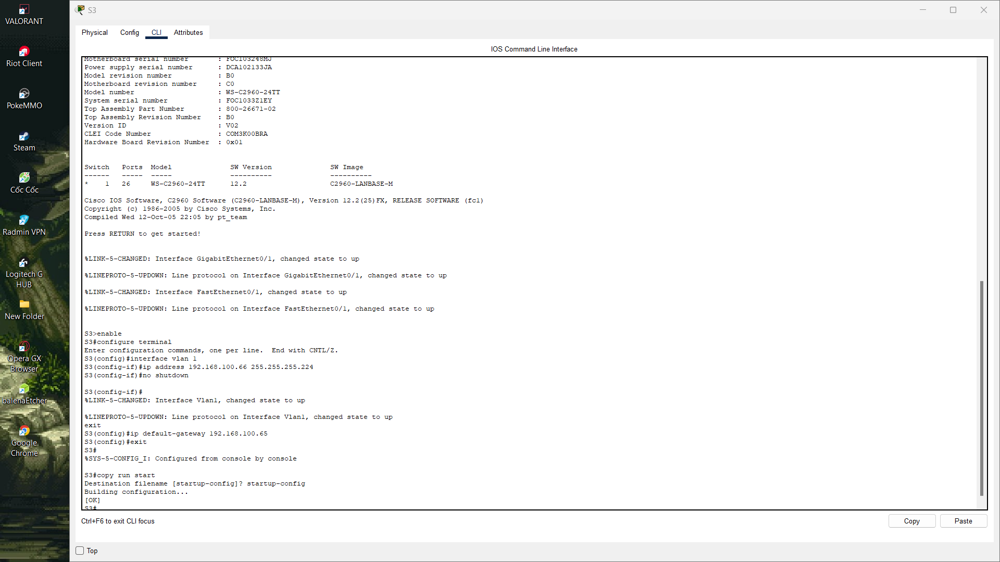 VALORANT
Riot Client
PokeMMO
Steam
Cốc Cốc
Radmin VPN
Logitech G
HUB
New Folder
Opera GX
Browser
balenaEtcher
Google
Chrome
S3
Physical Config CLI Attributes
IOS Command Line Interface
Motherboard serial number : FOC103248MJ
Power supply serial number : DCA102133JA
Model revision number : B0
Motherboard revision number : C0
Model number : WS-C2960-24TT
System serial number : FOC1033Z1EY
Top Assembly Part Number : 800-26671-02
Top Assembly Revision Number : B0
Version ID : V02
CLEI Code Number : COM3K00BRA
Hardware Board Revision Number : 0x01
Switch Ports Model SW Version SW Image
------ ----- ----- ---------- ----------
* 1 26 WS-C2960-24TT 12.2 C2960-LANBASE-M
Cisco IOS Software, C2960 Software (C2960-LANBASE-M), Version 12.2(25)FX, RELEASE SOFTWARE (fc1)
Copyright (c) 1986-2005 by Cisco Systems, Inc.
Compiled Wed 12-Oct-05 22:05 by pt_team
Press RETURN to get started!
%LINK-5-CHANGED: Interface GigabitEthernet0/1, changed state to up
%LINEPROTO-5-UPDOWN: Line protocol on Interface GigabitEthernet0/1, changed state to up
%LINK-5-CHANGED: Interface FastEthernet0/1, changed state to up
%LINEPROTO-5-UPDOWN: Line protocol on Interface FastEthernet0/1, changed state to up
S3>enable
S3#configure terminal
Enter configuration commands, one per line. End with CNTL/Z.
S3(config)#interface vlan 1
S3(config-if)#ip address 192.168.100.66 255.255.255.224
S3(config-if)#no shutdown
S3(config-if)#
%LINK-5-CHANGED: Interface Vlan1, changed state to up
%LINEPROTO-5-UPDOWN: Line protocol on Interface Vlan1, changed state to up
exit
S3(config)#ip default-gateway 192.168.100.65
S3(config)#exit
S3#
%SYS-5-CONFIG_I: Configured from console by console
S3#copy run start
Destination filename [startup-config]? startup-config
Building configuration...
[OK]
S3#
Ctrl+F6 to exit CLI focus
Copy
Paste
Top